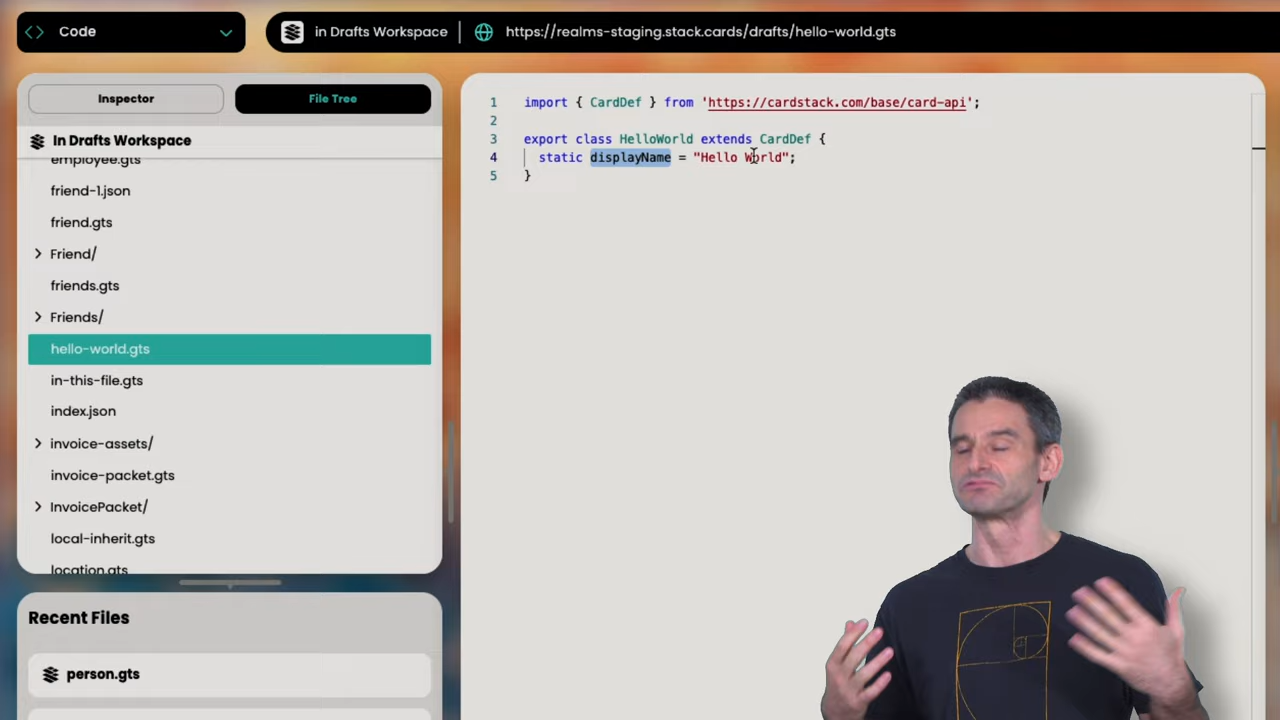 Code
in Drafts Workspace
https://realms-staging.stack.cards/drafts/hello-world.gts
Inspector
File Tree
In Drafts Workspace
employee.gts
friend-1.json
friend.gts
Friend/
friends.gts
Friends/
hello-world.gts
in-this-file.gts
index.json
invoice-assets/
invoice-packet.gts
InvoicePacket/
local-inherit.gts
location.gts
Recent Files
person.gts
1 import { CardDef } from 'https://cardstack.com/base/card-api';
2
3 export class HelloWorld extends CardDef {
4 static displayName = "Hello World";
5 }